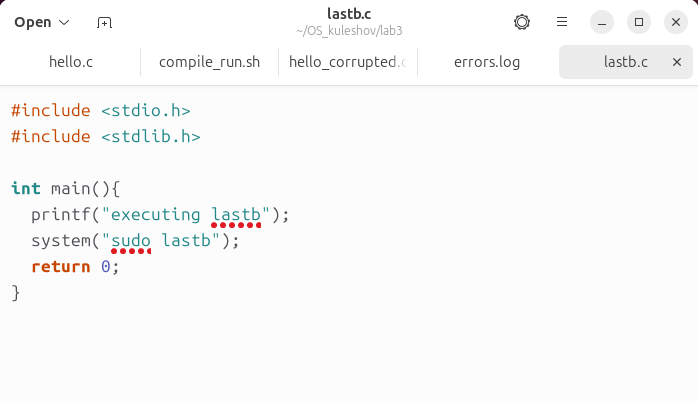 Open
lastb.c
~/OS_kuleshov/lab3
hello.c
compile_run.sh
hello_corrupted.c
errors.log
lastb.c
#include <stdio.h>
#include <stdlib.h>
int main(){
  printf("executing lastb");
  system("sudo lastb");
  return 0;
}